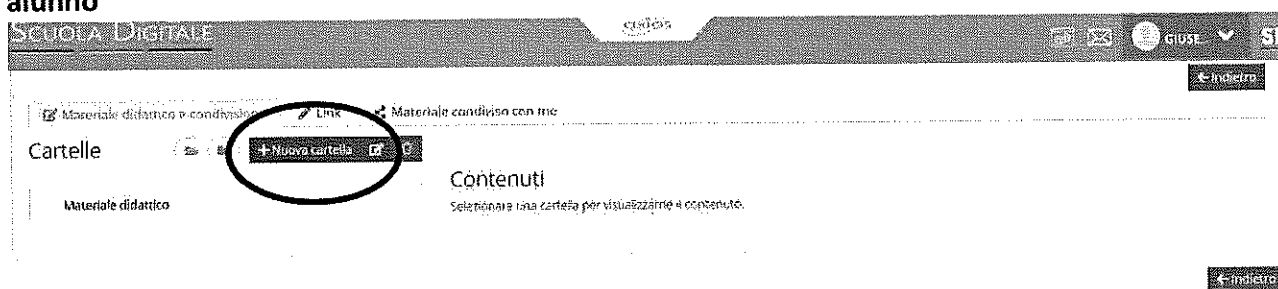 alunno
SCUOLA DIGITALE
GIUSE...
← Indietro
Materiale didattico e condivisione Link Materiale condiviso con me
Cartelle + Nuova cartella
Contenuti
Materiale didattico Selezionare una cartella per visualizzarne il contenuto.
← Indietro